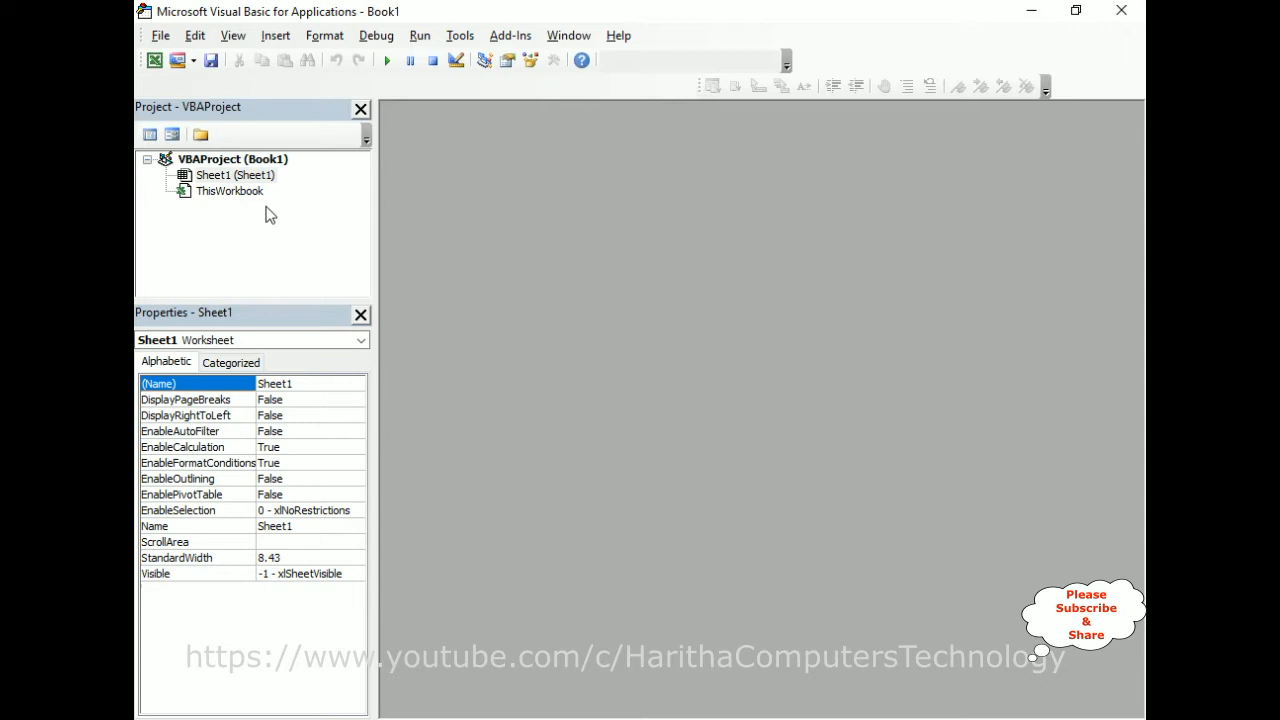 Microsoft Visual Basic for Applications - Book1
File Edit View Insert Format Debug Run Tools Add-Ins Window Help
Project - VBAProject
VBAProject (Book1)
Sheet1 (Sheet1)
ThisWorkbook
Properties - Sheet1
Sheet1 Worksheet
Alphabetic Categorized
(Name) Sheet1
DisplayPageBreaks False
DisplayRightToLeft False
EnableAutoFilter False
EnableCalculation True
EnableFormatConditions True
EnableOutlining False
EnablePivotTable False
EnableSelection 0 - xlNoRestrictions
Name Sheet1
ScrollArea
StandardWidth 8.43
Visible -1 - xlSheetVisible
Please
Subscribe
&
Share
https://www.youtube.com/c/HarithaComputersTechnology